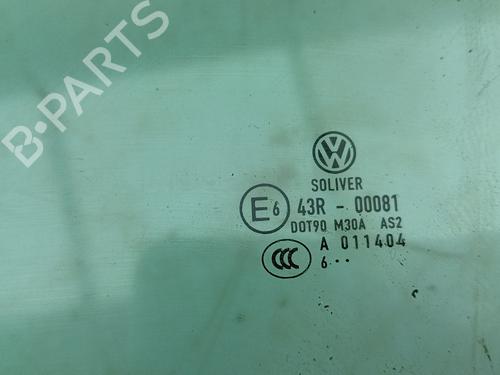 B-PARTS
VW
SOLIVER
E6 43R - 00081
DOT90 M30A AS2
CCC A 011404
6··